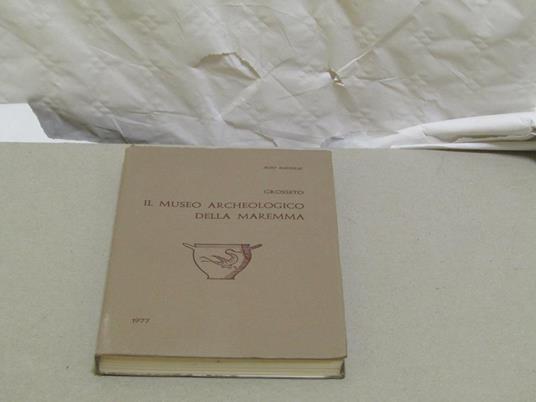 GROSSETO
IL MUSEO ARCHEOLOGICO
DELLA MAREMMA
1977